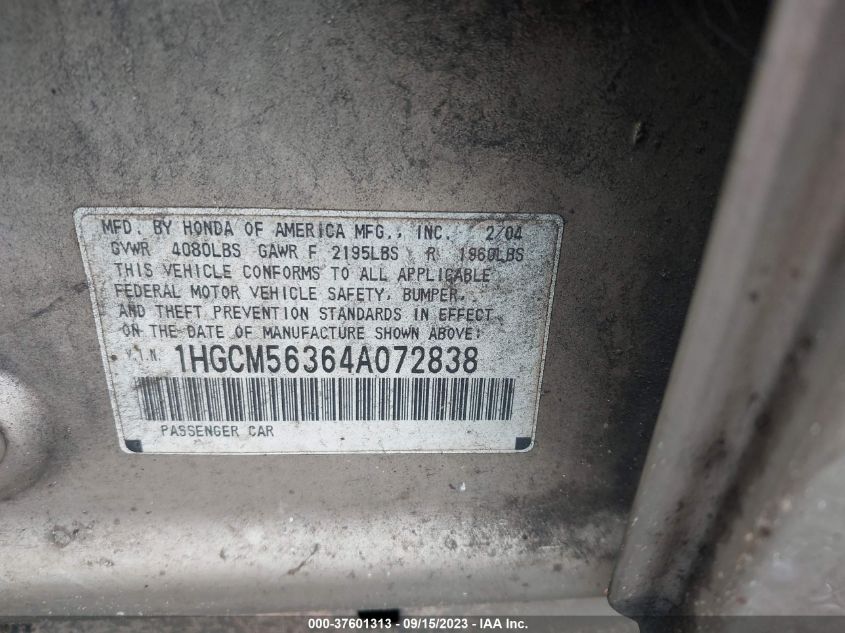 MFD. BY HONDA OF AMERICA MFG., INC. 2/04
GVWR 4080LBS GAWR F 2195LBS R 1960LBS
THIS VEHICLE CONFORMS TO ALL APPLICABLE
FEDERAL MOTOR VEHICLE SAFETY, BUMPER,
AND THEFT PREVENTION STANDARDS IN EFFECT
ON THE DATE OF MANUFACTURE SHOWN ABOVE:
V.I.N. 1HGCM56364A072838
PASSENGER CAR
000-37601313 - 09/15/2023 - IAA Inc.